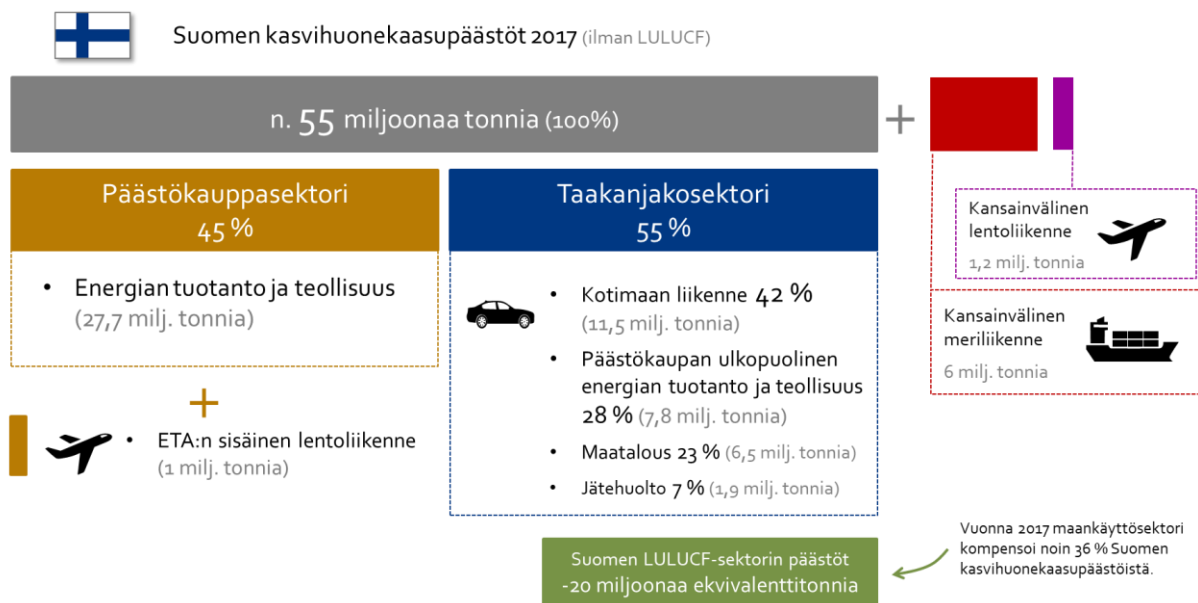 Suomen kasvihuonekaasupäästöt 2017 (ilman LULUCF)
n. 55 miljoonaa tonnia (100%)
+
Päästökauppasektori
45 %
• Energian tuotanto ja teollisuus
(27,7 milj. tonnia)
+
• ETA:n sisäinen lentoliikenne
(1 milj. tonnia)
Taakanjakosektori
55 %
• Kotimaan liikenne 42 %
(11,5 milj. tonnia)
• Päästökaupan ulkopuolinen
energian tuotanto ja teollisuus
28 % (7,8 milj. tonnia)
• Maatalous 23 % (6,5 milj. tonnia)
• Jätehuolto 7 % (1,9 milj. tonnia)
Kansainvälinen
lentoliikenne
1,2 milj. tonnia
Kansainvälinen
meriliikenne
6 milj. tonnia
Suomen LULUCF-sektorin päästöt
-20 miljoonaa ekvivalenttitonnia
Vuonna 2017 maankäyttösektori
kompensoi noin 36 % Suomen
kasvihuonekaasupäästöistä.